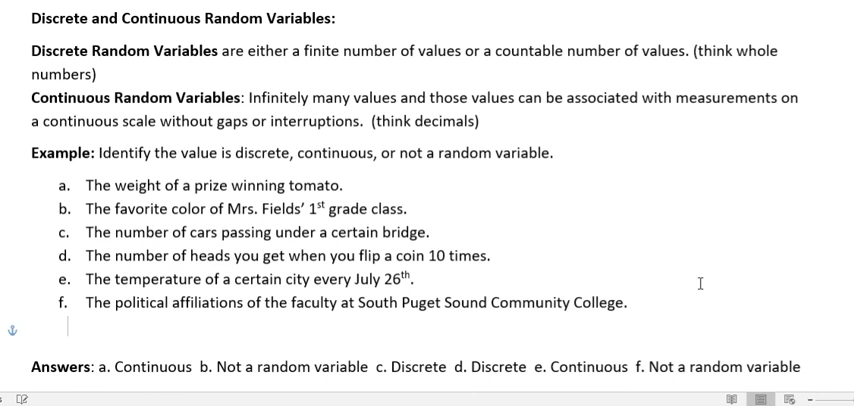 Discrete and Continuous Random Variables:
Discrete Random Variables are either a finite number of values or a countable number of values. (think whole
numbers)
Continuous Random Variables: Infinitely many values and those values can be associated with measurements on
a continuous scale without gaps or interruptions. (think decimals)
Example: Identify the value is discrete, continuous, or not a random variable.
a. The weight of a prize winning tomato.
b. The favorite color of Mrs. Fields’ 1st grade class.
c. The number of cars passing under a certain bridge.
d. The number of heads you get when you flip a coin 10 times.
e. The temperature of a certain city every July 26th.
f. The political affiliations of the faculty at South Puget Sound Community College.
Answers: a. Continuous b. Not a random variable c. Discrete d. Discrete e. Continuous f. Not a random variable